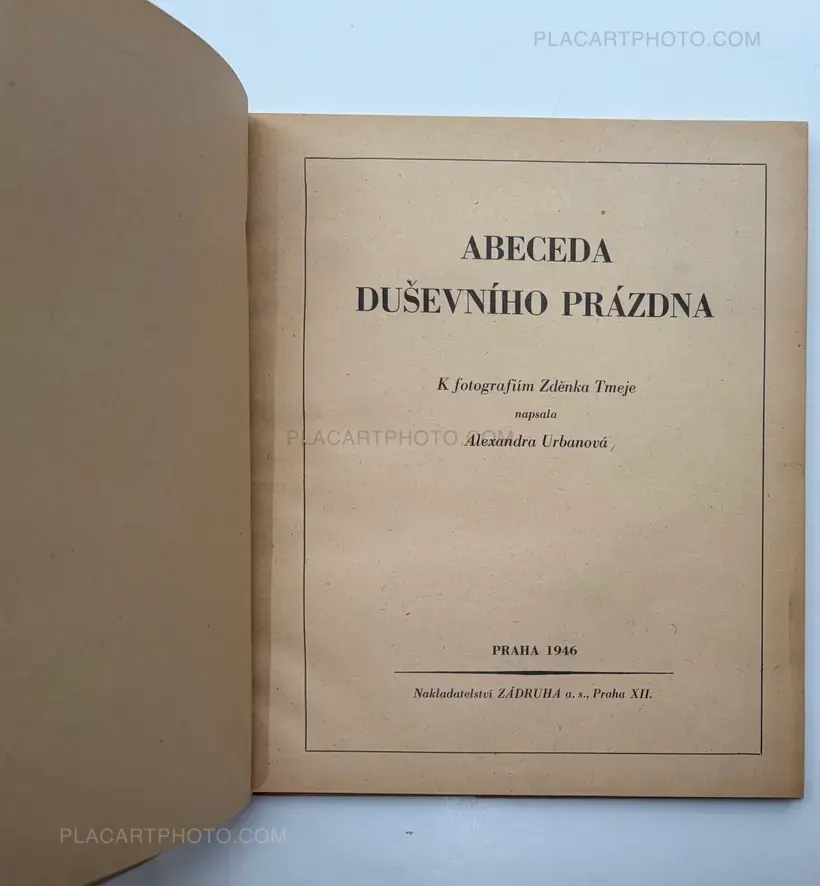 PLACARTPHOTO.COM
ABECEDA
DUŠEVNÍHO PRÁZDNA
K fotografiím Zděnka Tmeje
napsala
PLACARTPHOTO.COM
Alexandra Urbanová
PRAHA 1946
Nakladatelství ZÁDRUHA a. s., Praha XII.
PLACARTPHOTO.COM